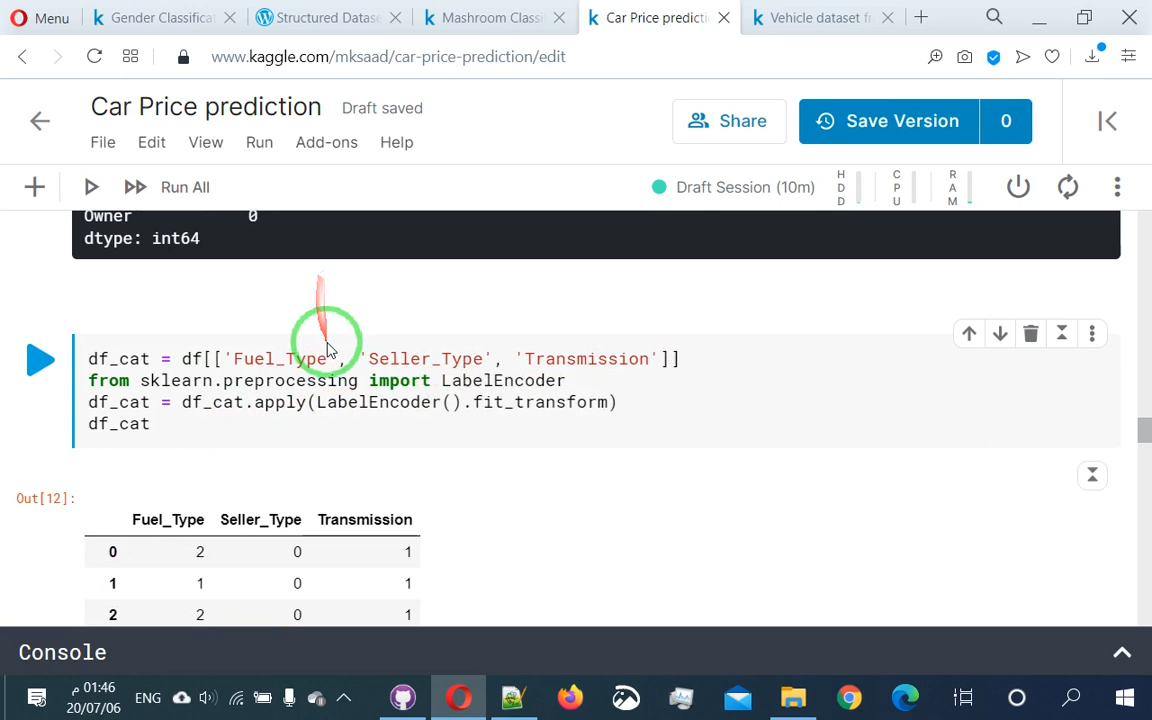 Menu
Gender Classificat
Structured Datase
Mashroom Classi
Car Price predicti
Vehicle dataset fr
www.kaggle.com/mksaad/car-price-prediction/edit
Car Price prediction
Draft saved
Share
Save Version
0
File
Edit
View
Run
Add-ons
Help
Run All
Draft Session (10m)
HDD
CPU
RAM
Owner 0
dtype: int64
df_cat = df[['Fuel_Type', 'Seller_Type', 'Transmission']]
from sklearn.preprocessing import LabelEncoder
df_cat = df_cat.apply(LabelEncoder().fit_transform)
df_cat
Out[12]:
Fuel_Type Seller_Type Transmission
0 2 0 1
1 1 0 1
2 2 0 1
Console
01:46 م
20/07/06
ENG